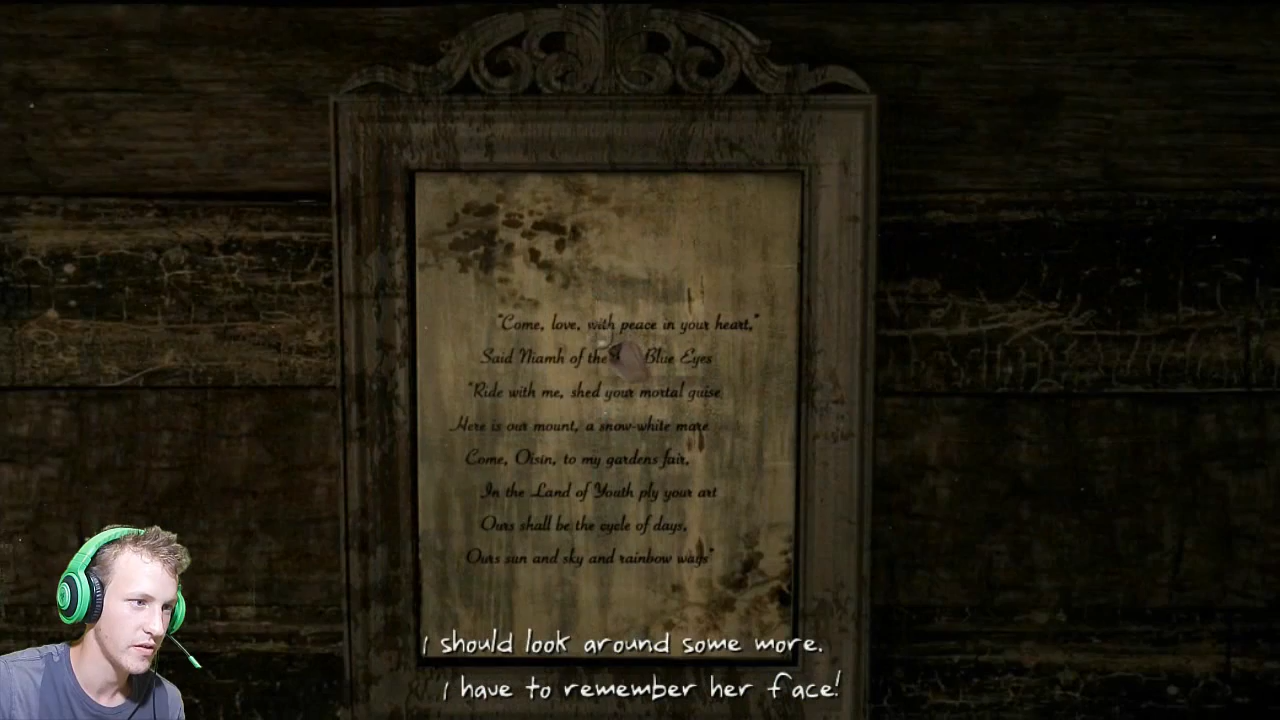 "Come, love, with peace in your heart,"
Said Niamh of the Blue Eyes
"Ride with me, shed your mortal guise
Here is our mount, a snow-white mare
Come, Oisin, to my gardens fair,
In the Land of Youth ply your art
Ours shall be the cycle of days,
Ours sun and sky and rainbow ways"
I should look around some more.
I have to remember her face!